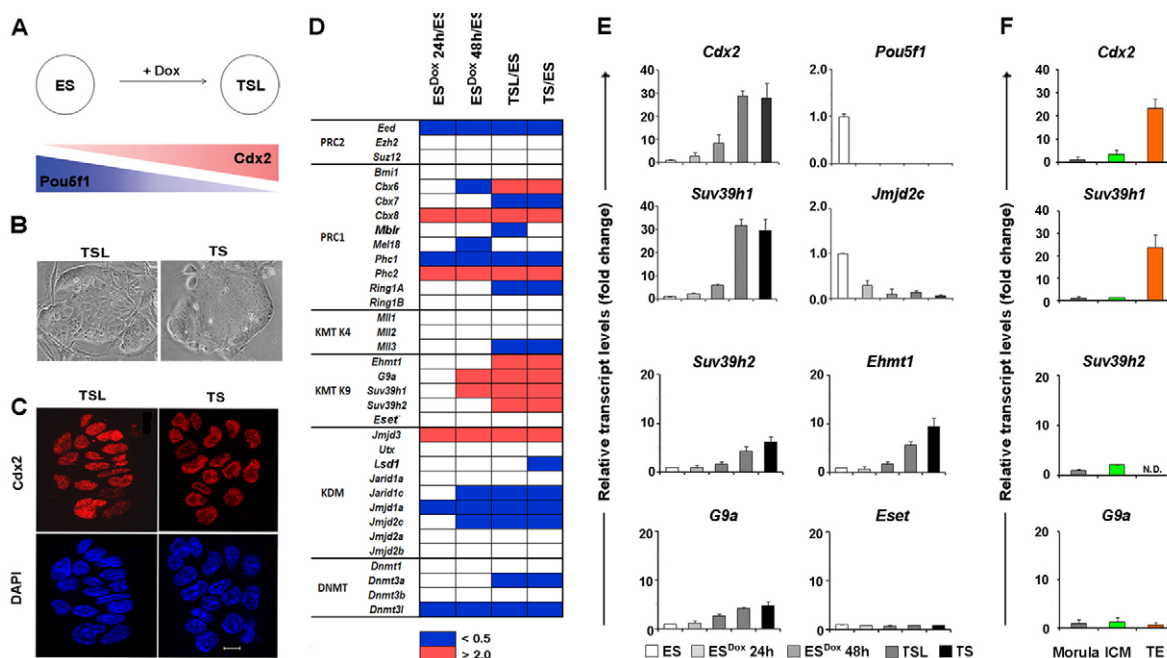 A
ES
+ Dox
TSL
Cdx2
Pou5f1
B
TSL
TS
C
TSL
TS
Cdx2
DAPI
D
ES^Dox 24h/ES
ES^Dox 48h/ES
TSL/ES
TS/ES
PRC2
Eed
Ezh2
Suz12
PRC1
Bmi1
Cbx6
Cbx7
Cbx8
Mblr
Mel18
Phc1
Phc2
Ring1A
Ring1B
KMT K4
Mll1
Mll2
Mll3
KMT K9
Ehmt1
G9a
Suv39h1
Suv39h2
Eset
KDM
Jmjd3
Utx
Lsd1
Jarid1a
Jarid1c
Jmjd1a
Jmjd2c
Jmjd2a
Jmjd2b
DNMT
Dnmt1
Dnmt3a
Dnmt3b
Dnmt3l
< 0.5
> 2.0
E
Relative transcript levels (fold change)
Cdx2
40
30
20
10
0
Pou5f1
2.0
1.0
0.0
Suv39h1
40
30
20
10
0
Jmjd2c
2.0
1.0
0.0
Suv39h2
20
10
0
Ehmt1
20
10
0
G9a
20
10
0
Eset
20
10
0
ES
ES^Dox 24h
ES^Dox 48h
TSL
TS
F
Relative transcript levels (fold change)
Cdx2
40
30
20
10
0
Suv39h1
40
30
20
10
0
Suv39h2
20
10
0
N.D.
G9a
20
10
0
Morula ICM TE